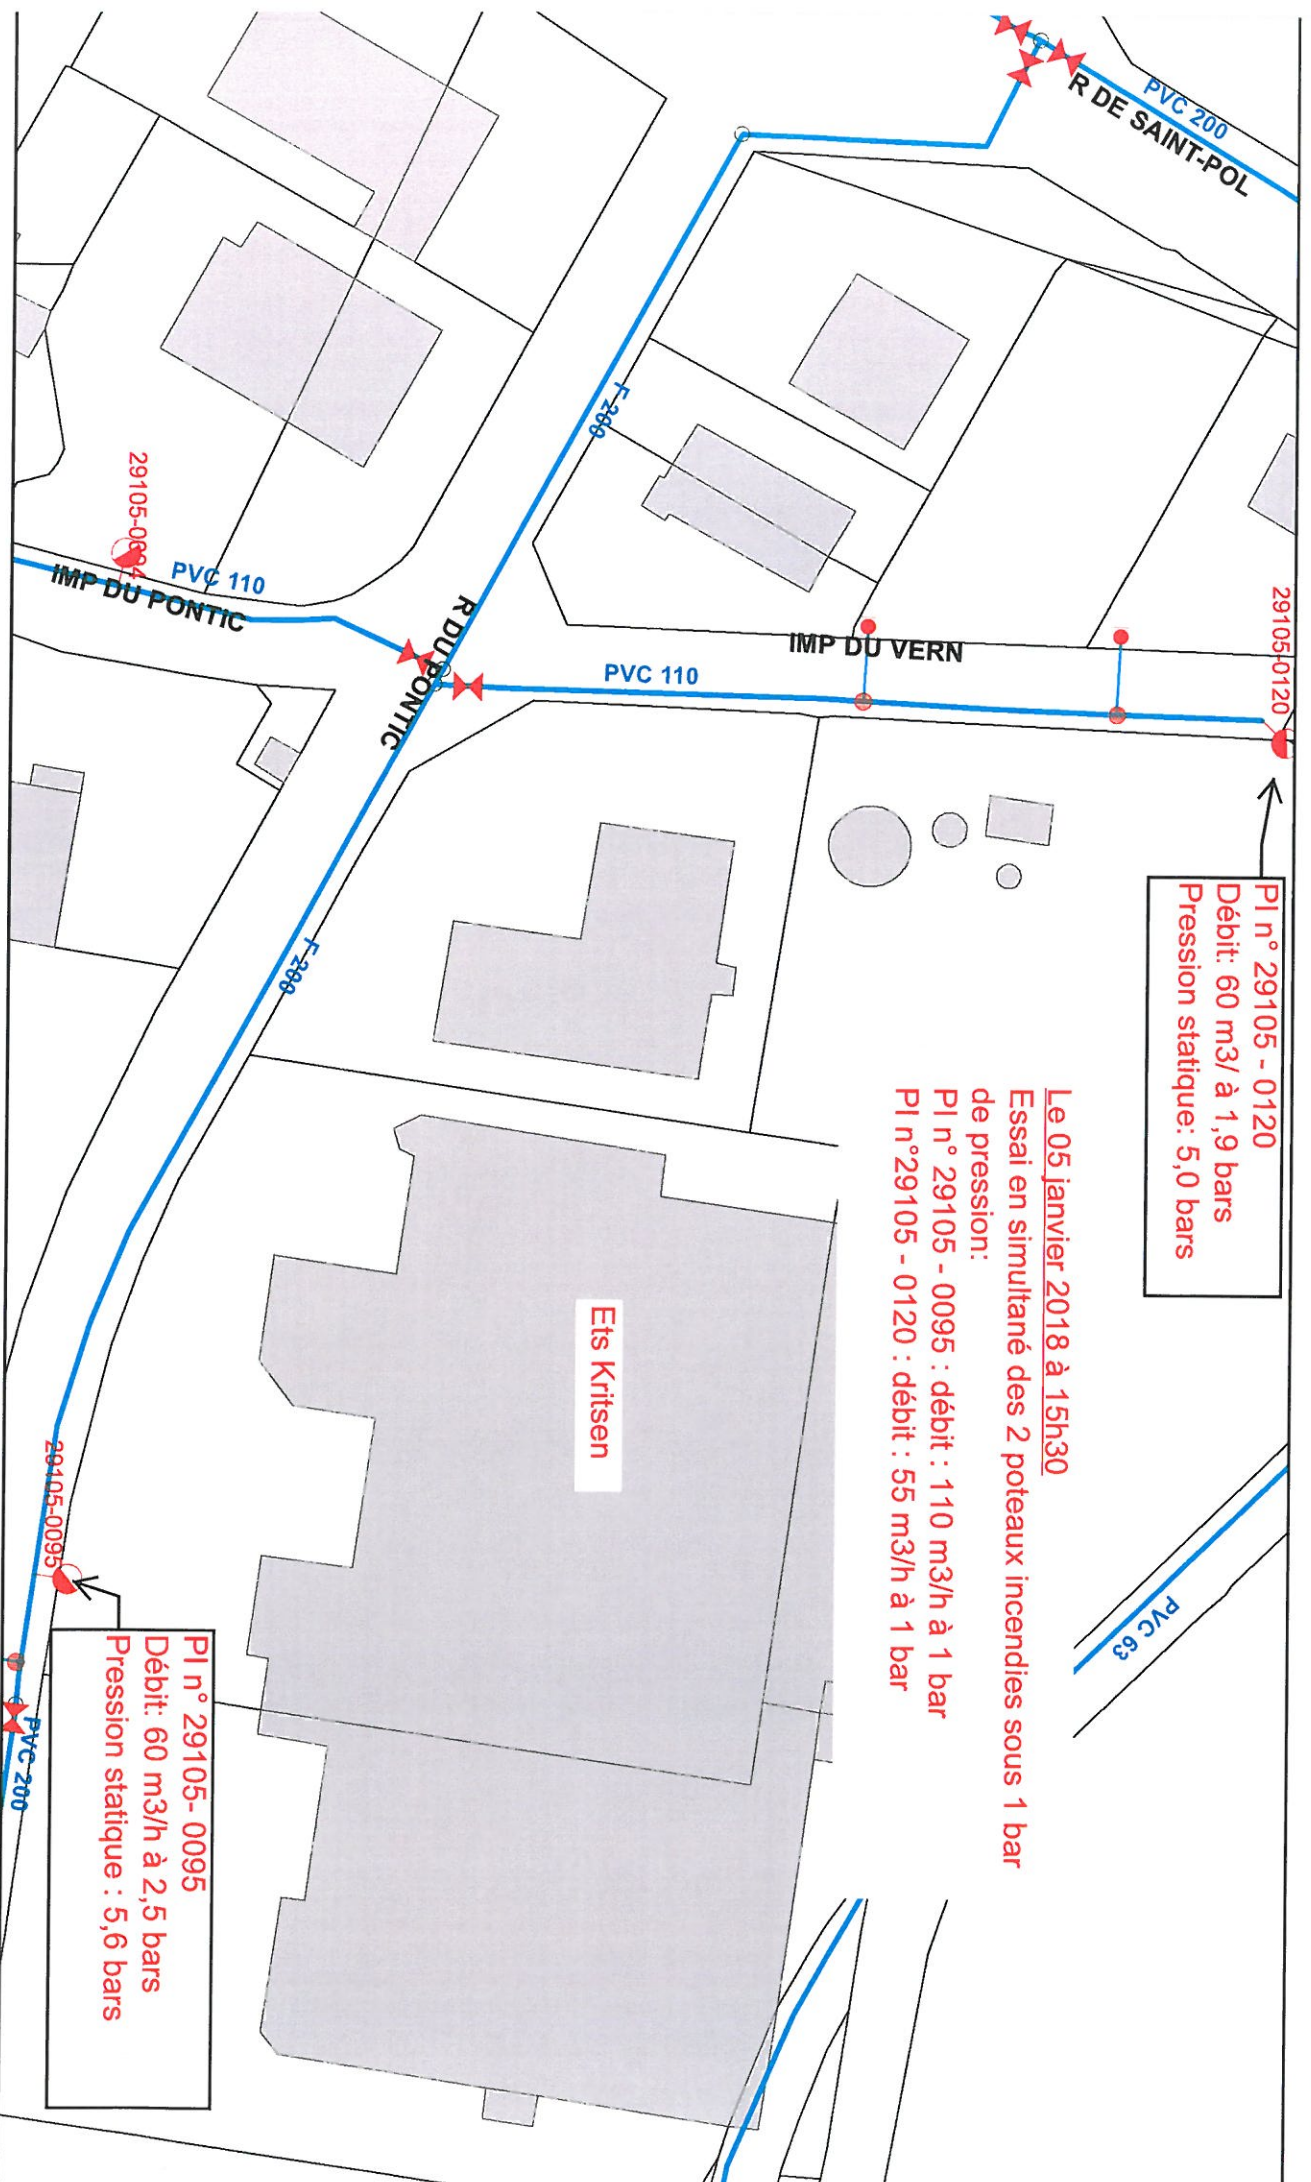 PVC 200
R DE SAINT-POL
F 200
29105-0094
PVC 110
IMP DU PONTIC
R DU PONTIC
IMP DU VERN
PVC 110
29105-0120
PI n° 29105 - 0120
Débit: 60 m3/ à 1,9 bars
Pression statique: 5,0 bars
Le 05 janvier 2018 à 15h30
Essai en simultané des 2 poteaux incendies sous 1 bar
de pression:
PI n° 29105 - 0095 : débit : 110 m3/h à 1 bar
PI n°29105 - 0120 : débit : 55 m3/h à 1 bar
F 200
Ets Kritsen
PVC 63
29105-0095
PI n° 29105- 0095
Débit: 60 m3/h à 2,5 bars
Pression statique : 5,6 bars
PVC 200